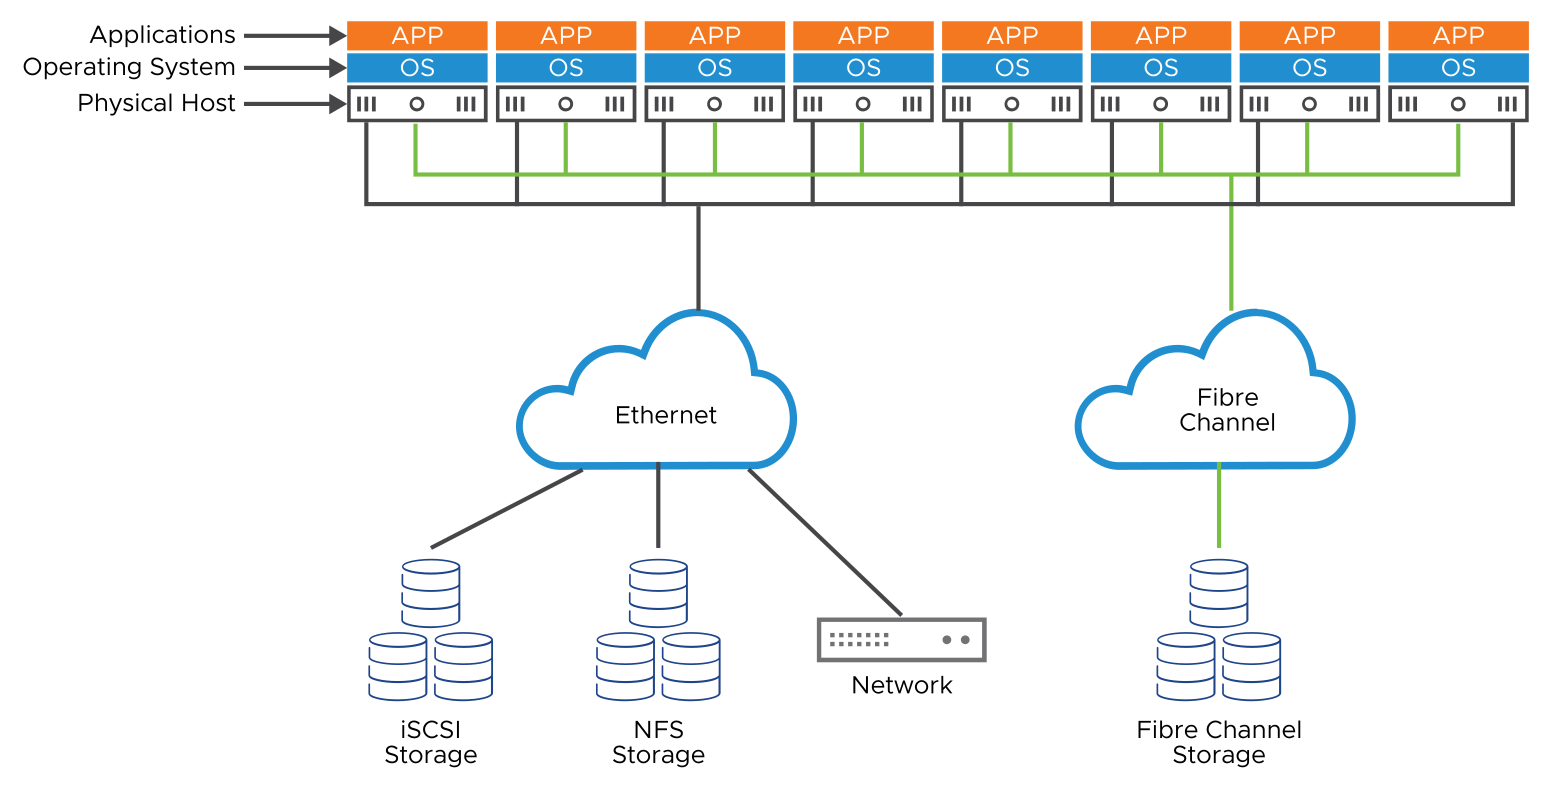 Applications
APP APP APP APP APP APP APP APP
Operating System
OS OS OS OS OS OS OS OS
Physical Host
Ethernet
Fibre
Channel
Network
iSCSI
Storage
NFS
Storage
Fibre Channel
Storage